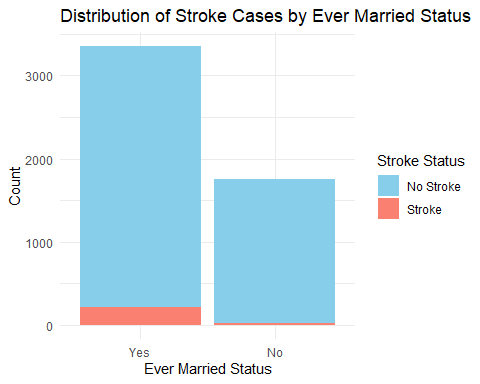 Distribution of Stroke Cases by Ever Married Status
3000
2000
1000
0
Count
Yes
No
Ever Married Status
Stroke Status
No Stroke
Stroke